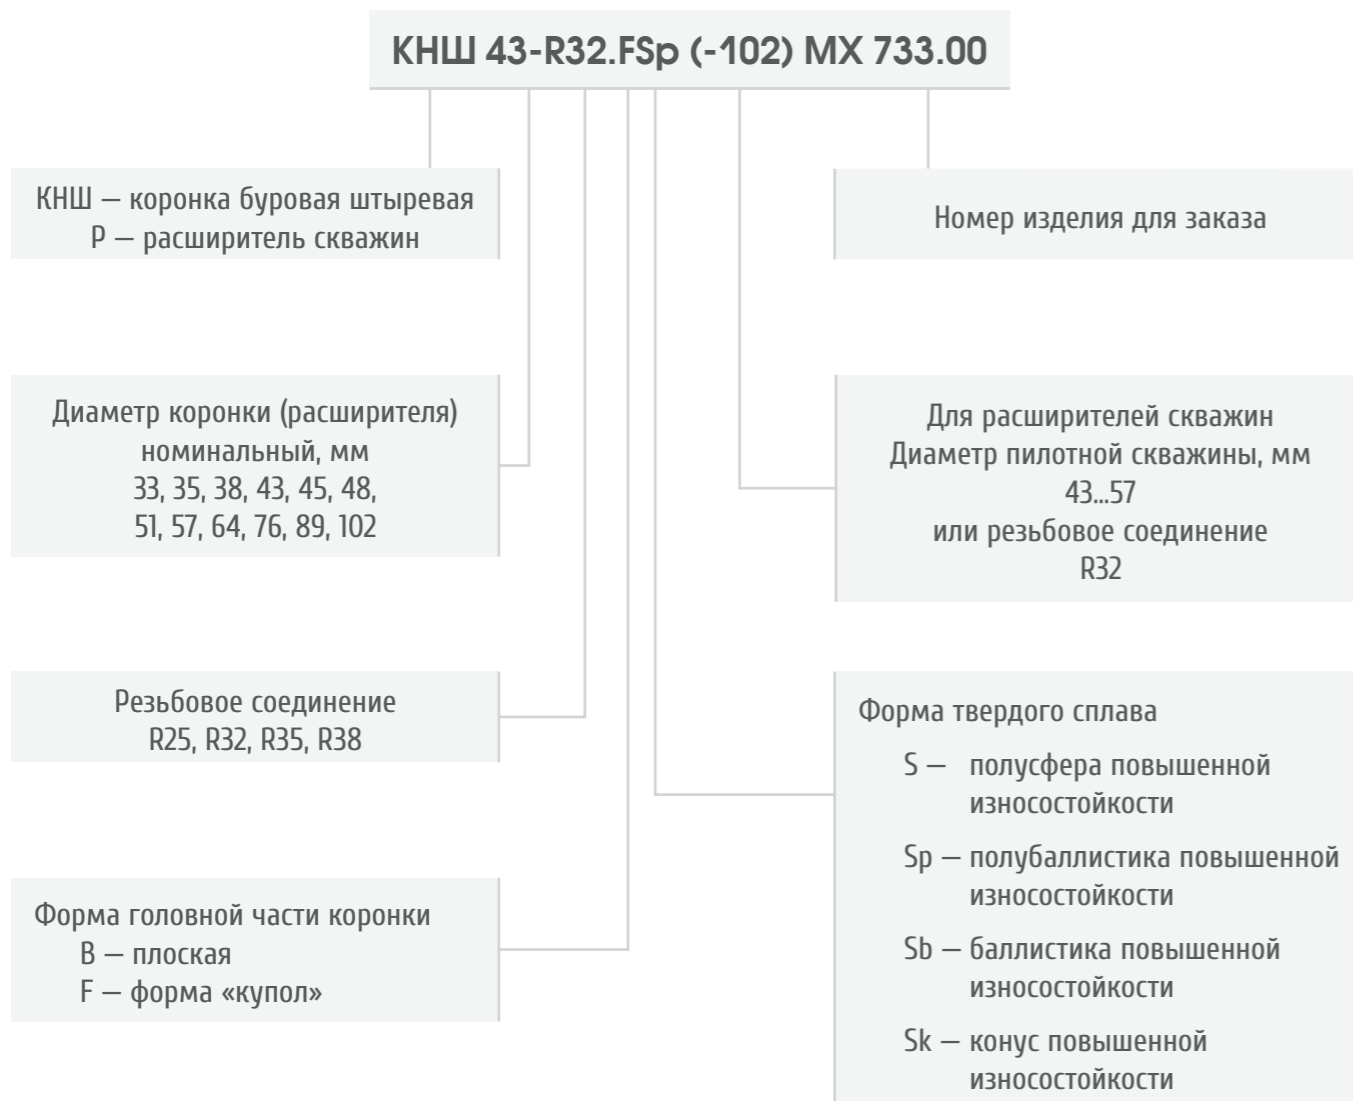 КНШ 43-R32.FSp (-102) МХ 733.00
КНШ — коронка буровая штыревая
Р — расширитель скважин
Номер изделия для заказа
Диаметр коронки (расширителя)
номинальный, мм
33, 35, 38, 43, 45, 48,
51, 57, 64, 76, 89, 102
Для расширителей скважин
Диаметр пилотной скважины, мм
43...57
или резьбовое соединение
R32
Резьбовое соединение
R25, R32, R35, R38
Форма головной части коронки
B — плоская
F — форма «купол»
Форма твердого сплава
S — полусфера повышенной
износостойкости
Sp — полубаллистика повышенной
износостойкости
Sb — баллистика повышенной
износостойкости
Sk — конус повышенной
износостойкости